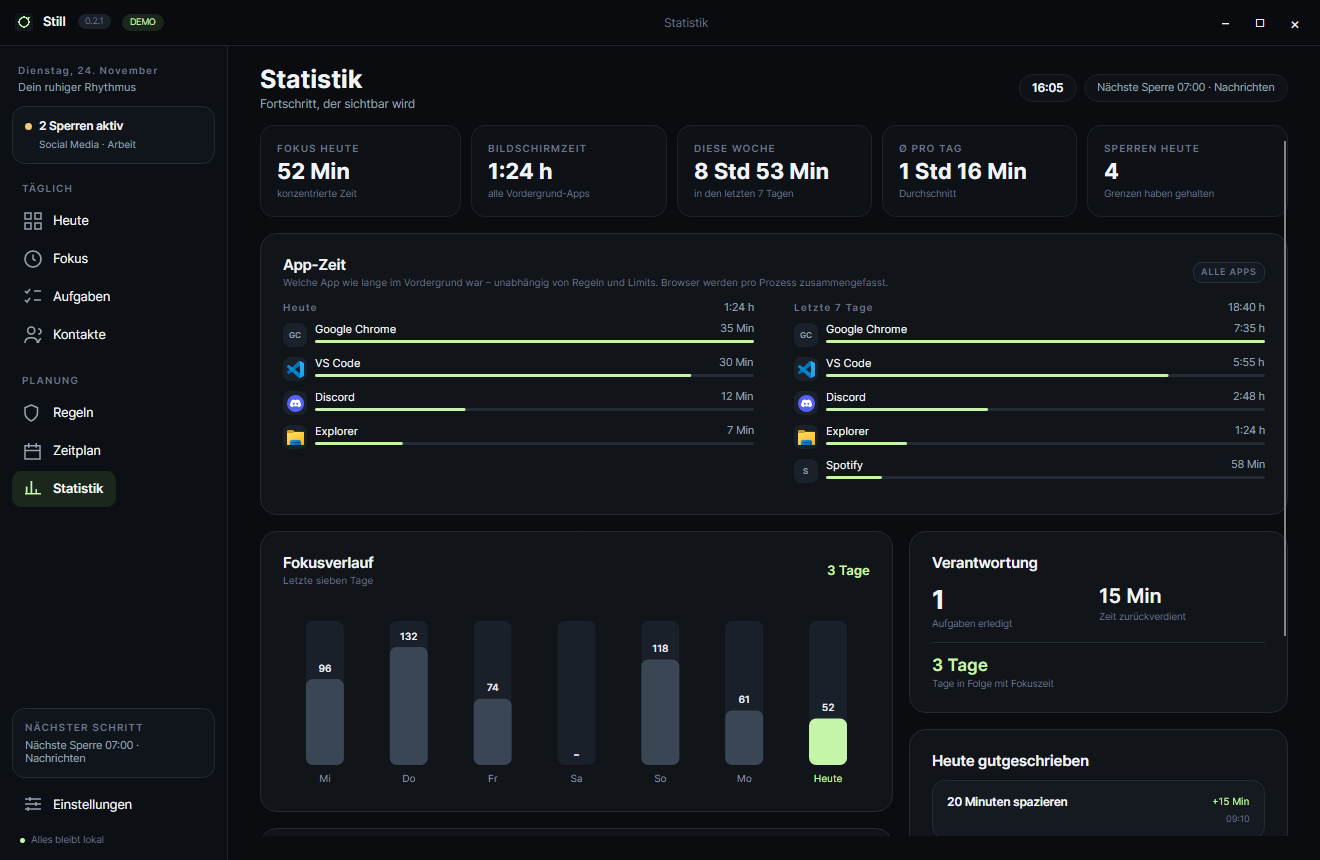 Still 0.2.1 DEMO
Statistik
Dienstag, 24. November
Dein ruhiger Rhythmus
2 Sperren aktiv
Social Media · Arbeit
TÄGLICH
Heute
Fokus
Aufgaben
Kontakte
PLANUNG
Regeln
Zeitplan
Statistik
NÄCHSTER SCHRITT
Nächste Sperre 07:00 ·
Nachrichten
Einstellungen
Alles bleibt lokal
Statistik
Fortschritt, der sichtbar wird
16:05
Nächste Sperre 07:00 · Nachrichten
FOKUS HEUTE
52 Min
konzentrierte Zeit
BILDSCHIRMZEIT
1:24 h
alle Vordergrund-Apps
DIESE WOCHE
8 Std 53 Min
in den letzten 7 Tagen
Ø PRO TAG
1 Std 16 Min
Durchschnitt
SPERREN HEUTE
4
Grenzen haben gehalten
App-Zeit
Welche App wie lange im Vordergrund war – unabhängig von Regeln und Limits. Browser werden pro Prozess zusammengefasst.
ALLE APPS
Heute 1:24 h
GC Google Chrome 35 Min
VS Code 30 Min
Discord 12 Min
Explorer 7 Min
Letzte 7 Tage 18:40 h
GC Google Chrome 7:35 h
VS Code 5:55 h
Discord 2:48 h
Explorer 1:24 h
S Spotify 58 Min
Fokusverlauf
Letzte sieben Tage
3 Tage
96 132 74 – 118 61 52
Mi Do Fr Sa So Mo Heute
Verantwortung
1
Aufgaben erledigt
15 Min
Zeit zurückverdient
3 Tage
Tage in Folge mit Fokuszeit
Heute gutgeschrieben
20 Minuten spazieren
+15 Min
09:10